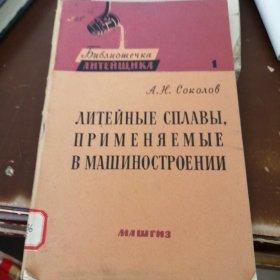 Библиотечка
ЛИТЕЙЩИКА
1
А.Н. Соколов
ЛИТЕЙНЫЕ СПЛАВЫ,
ПРИМЕНЯЕМЫЕ
В МАШИНОСТРОЕНИИ
МАШГИЗ